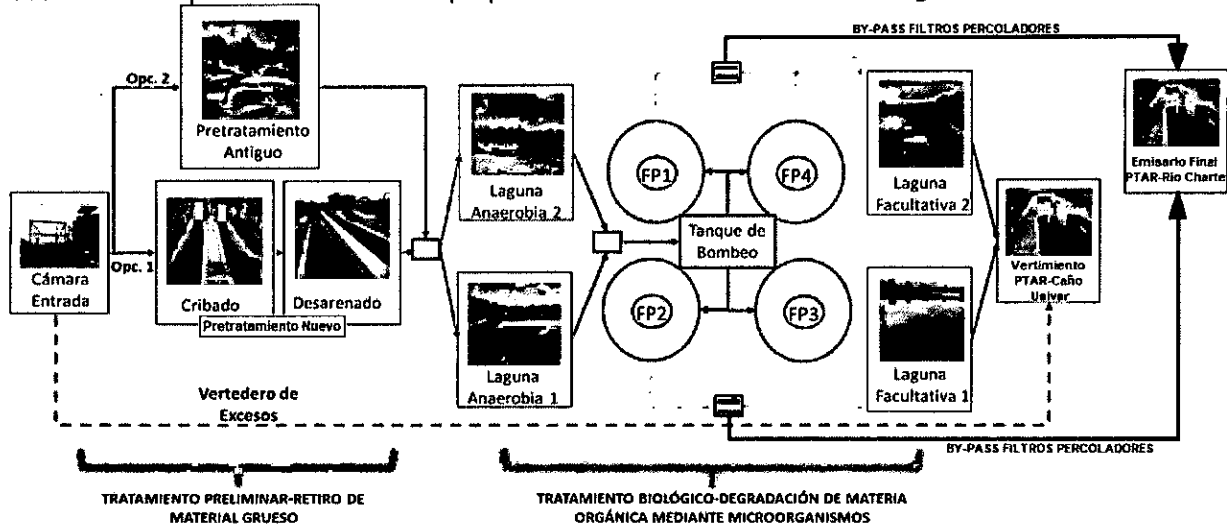 BY-PASS FILTROS PERCOLADORES
Opc. 2
Pretratamiento
Antiguo
Cámara
Entrada
Opc. 1
Cribado
Desarenado
Pretratamiento Nuevo
Laguna
Anaerobia 2
Laguna
Anaerobia 1
FP1
FP4
Tanque de
Bombeo
FP2
FP3
Laguna
Facultativa 2
Laguna
Facultativa 1
Emisario Final
PTAR-Rio Charte
Vertimiento
PTAR-Caño
Usivar
Vertedero de
Excesos
BY-PASS FILTROS PERCOLADORES
TRATAMIENTO PRELIMINAR-RETIRO DE
MATERIAL GRUESO
TRATAMIENTO BIOLÓGICO-DEGRADACIÓN DE MATERIA
ORGÁNICA MEDIANTE MICROORGANISMOS